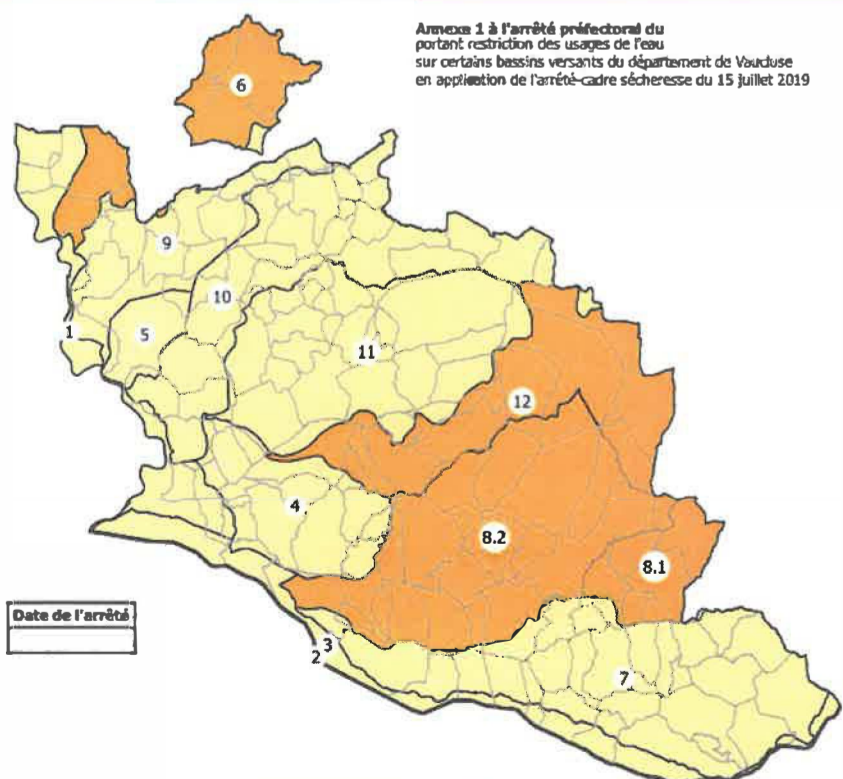 Annexe 1 à l'arrêté préfectoral du
portant restriction des usages de l'eau
sur certains bassins versants du département de Vaucluse
en application de l'arrêté-cadre sécheresse du 15 juillet 2019
6
9
10
1
5
11
12
4
8.2
8.1
Date de l'arrêté
3
2
7